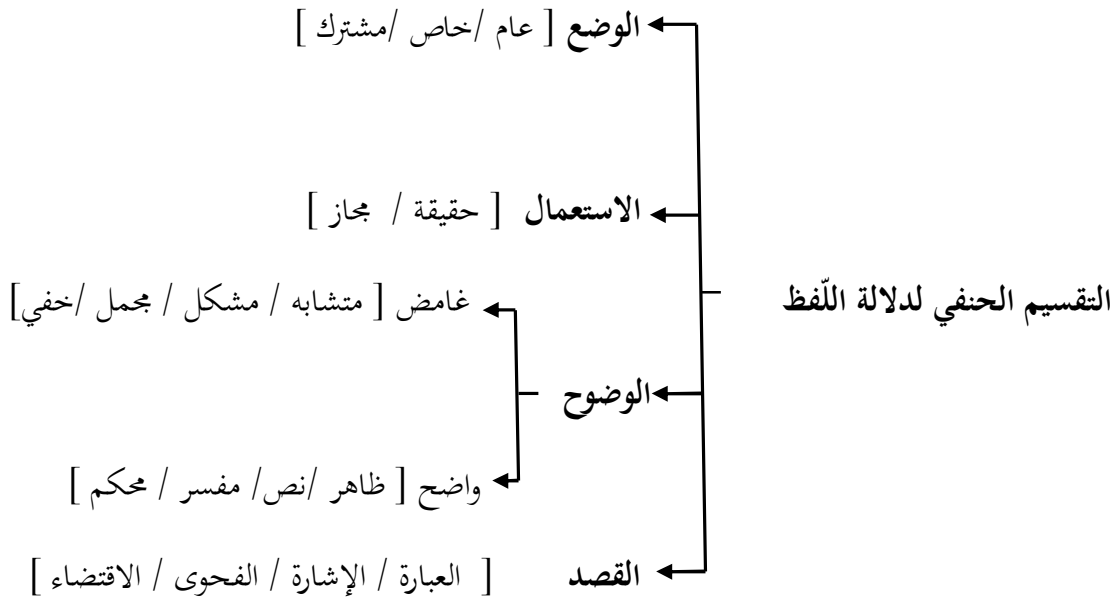 الوضع [ عام /خاص /مشترك ]
الاستعمال [ حقيقة / مجاز ]
غامض [ متشابه / مشكل / مجمل /خفي]
التقسيم الحنفي لدلالة اللّفظ
الوضوح
واضح [ ظاهر /نص/ مفسر / محكم ]
القصد [ العبارة / الإشارة / الفحوى / الاقتضاء ]